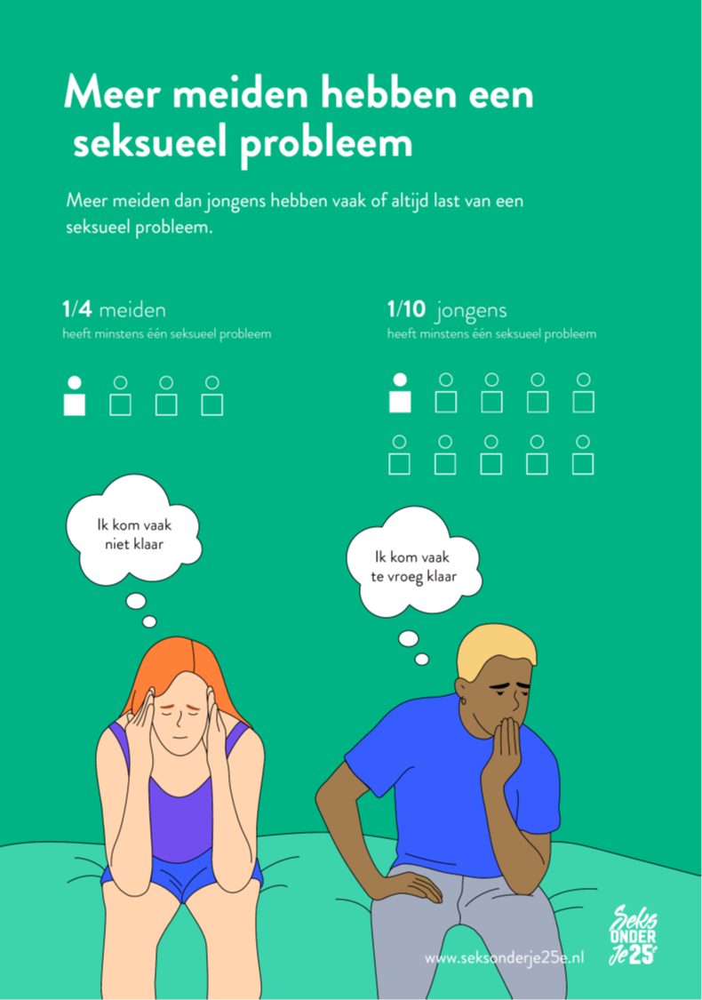 Meer meiden hebben een
seksueel probleem
Meer meiden dan jongens hebben vaak of altijd last van een
seksueel probleem.
1/4 meiden
heeft minstens één seksueel probleem
1/10 jongens
heeft minstens één seksueel probleem
Ik kom vaak
niet klaar
Ik kom vaak
te vroeg klaar
www.seksonderje25e.nl
Seks
ONDER
Je 25e